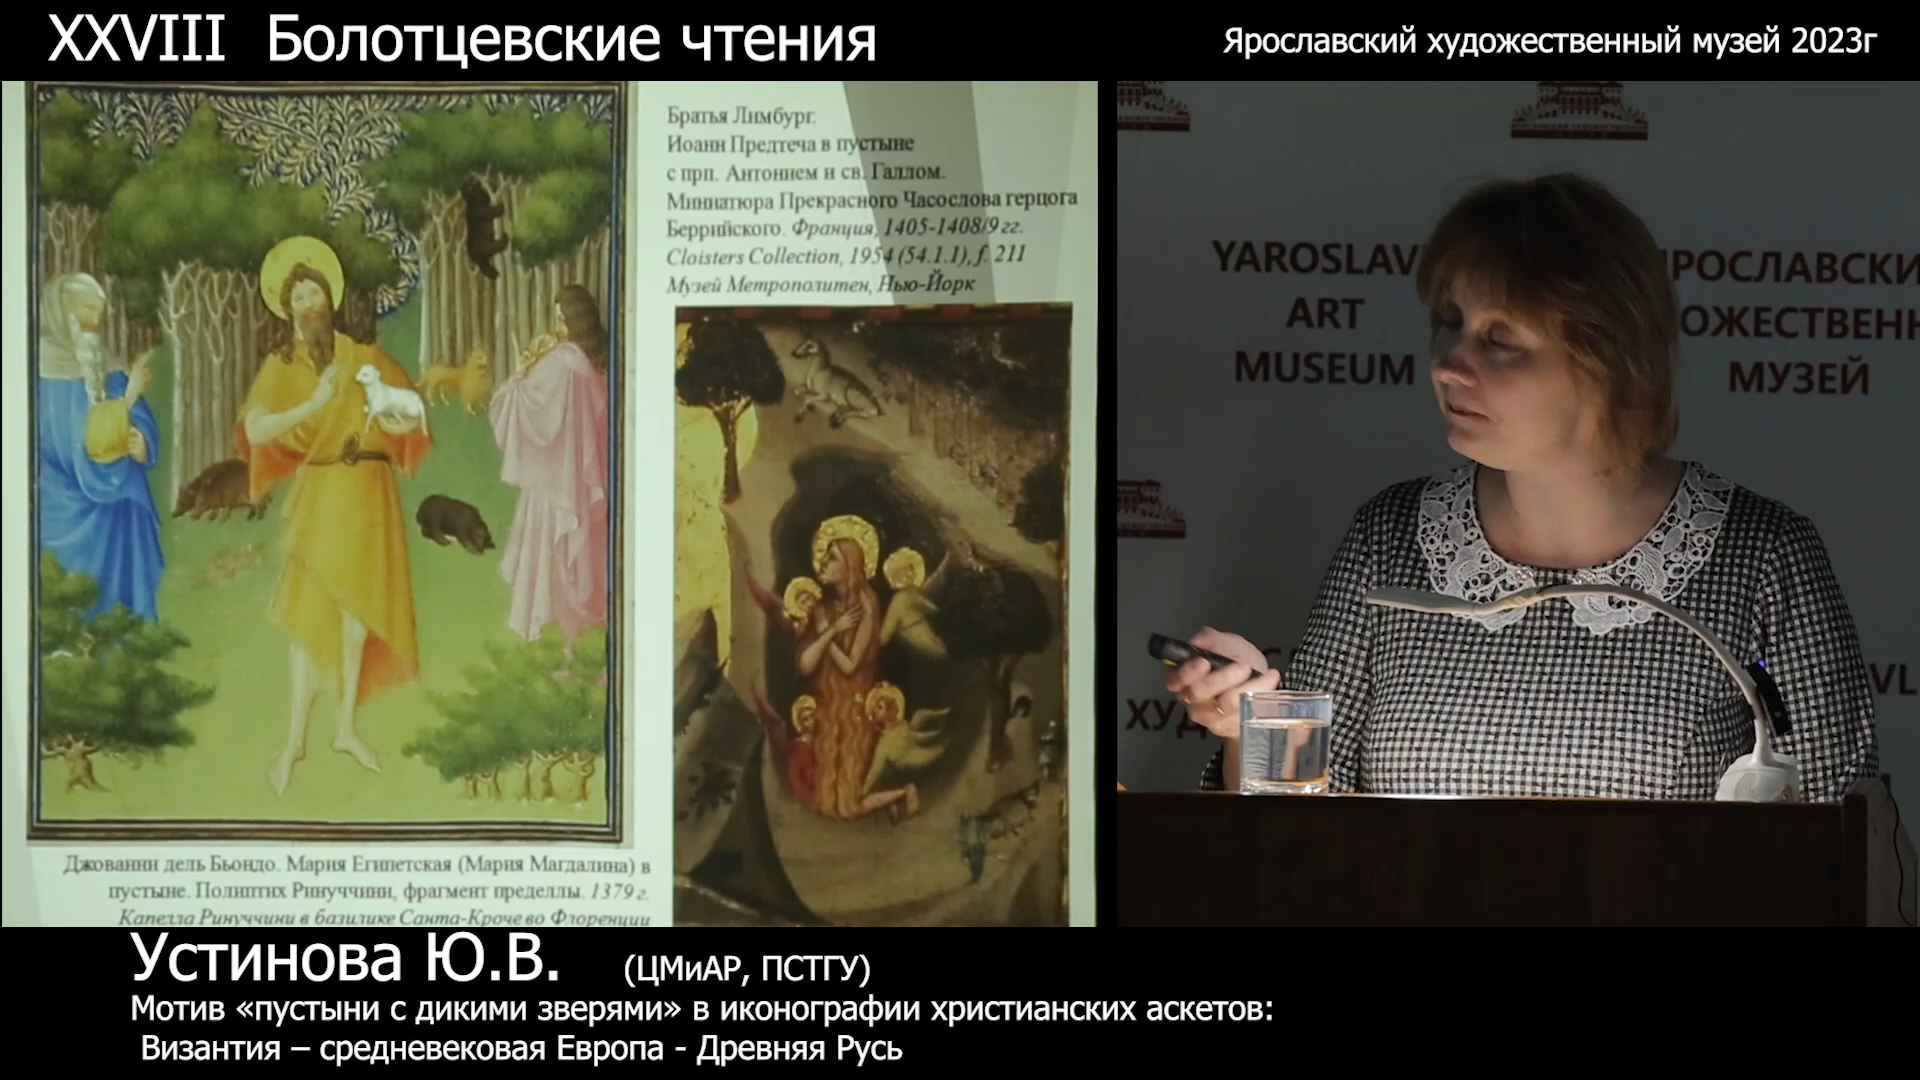 XXVIII Болотцевские чтения
Ярославский художественный музей 2023г
Братья Лимбург.
Иоанн Предтеча в пустыне
с прп. Антонием и св. Галлом.
Миниатюра Прекрасного Часослова герцога
Беррийского. Франция, 1405-1408/9 гг.
Cloisters Collection, 1954 (54.1.1), f. 211
Музей Метрополитен, Нью-Йорк
Джованни дель Бьондо. Мария Египетская (Мария Магдалина) в
пустыне. Полиптих Ринуччини, фрагмент пределлы. 1379 г.
Капелла Ринуччини в базилике Санта-Кроче во Флоренции
YAROSLAV
ART
MUSEUM
ЯРОСЛАВСКИ
ОЖЕСТВЕНН
МУЗЕЙ
ХУД
VL
Устинова Ю.В. (ЦМиАР, ПСТГУ)
Мотив «пустыни с дикими зверями» в иконографии христианских аскетов:
Византия – средневековая Европа - Древняя Русь